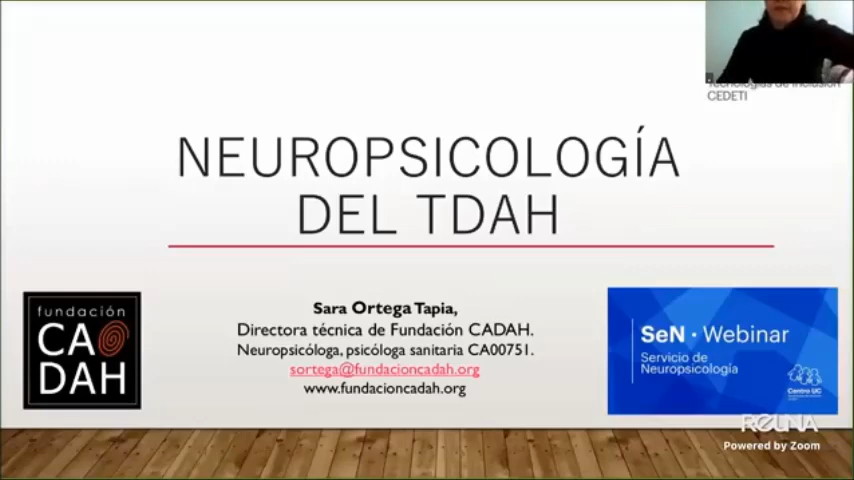 Tecnologías de Inclusión
CEDETI
NEUROPSICOLOGÍA
DEL TDAH
fundación
CA
DAH
Sara Ortega Tapia,
Directora técnica de Fundación CADAH.
Neuropsicóloga, psicóloga sanitaria CA00751.
sortega@fundacioncadah.org
www.fundacioncadah.org
SeN · Webinar
Servicio de
Neuropsicología
Centro UC
REUNA
Powered by Zoom